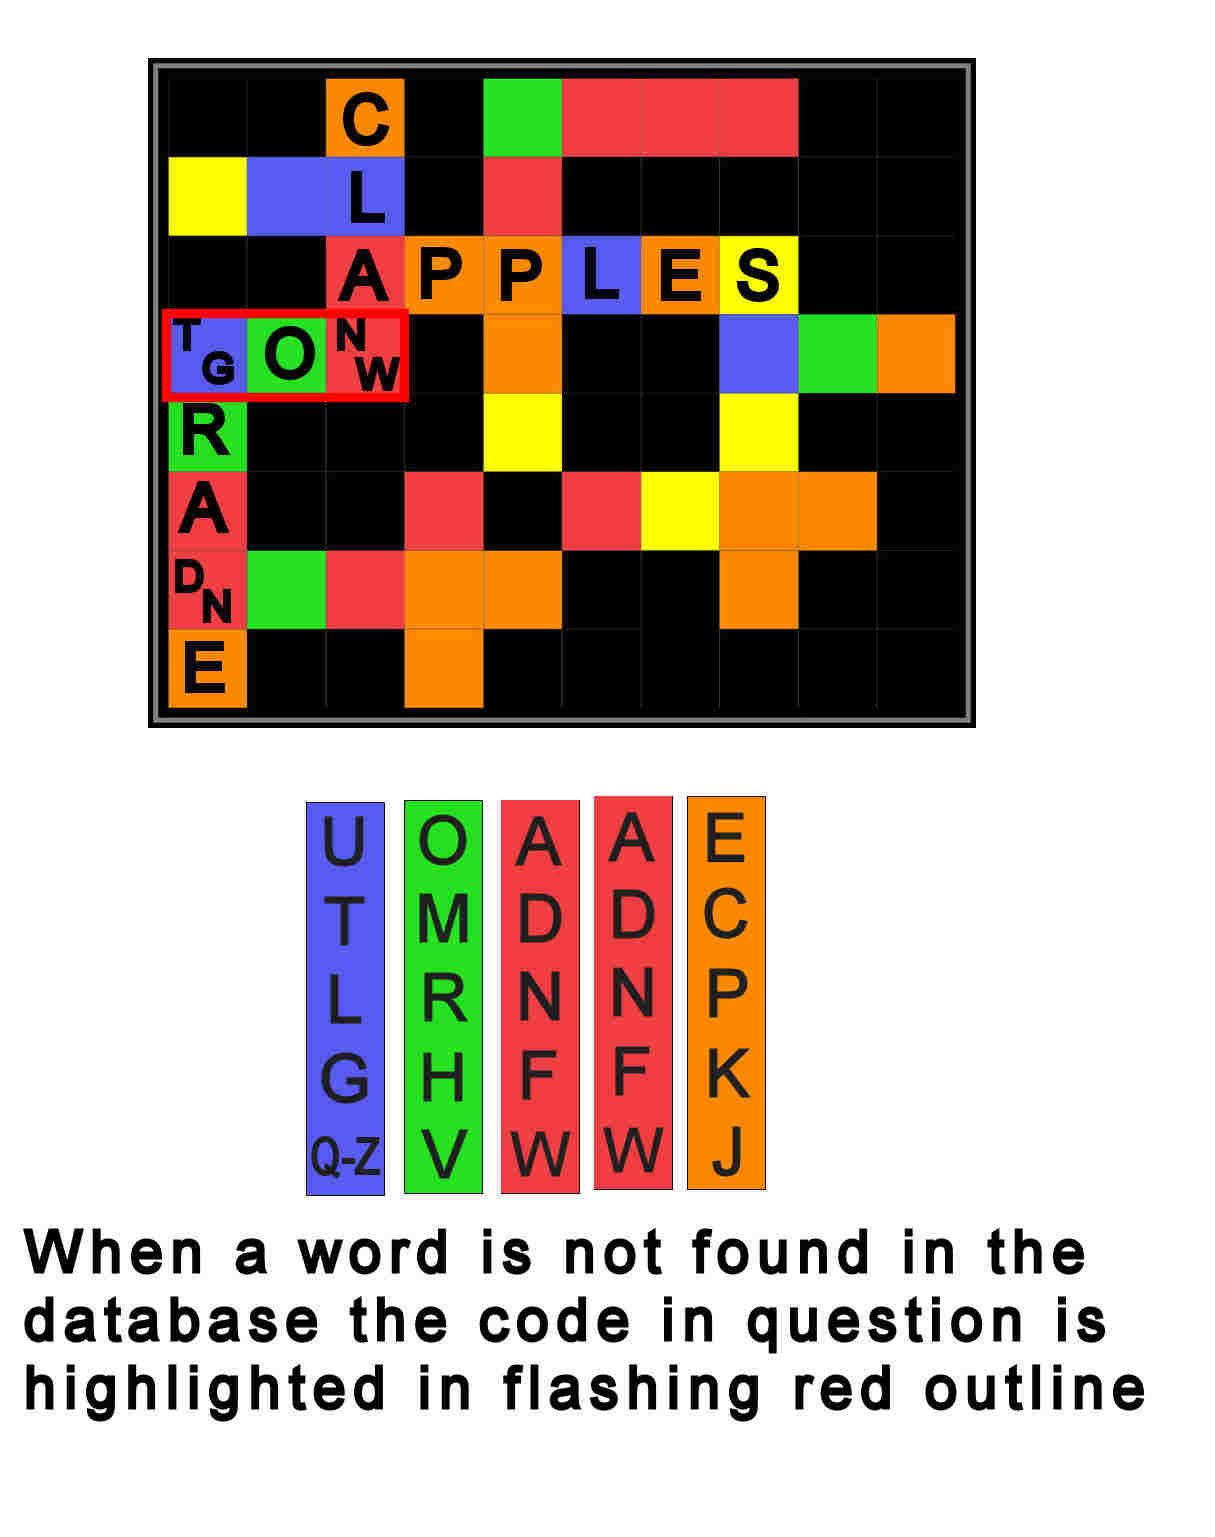 C
L
A P P L E S
T G O N W
R
A
D N
E
U O A A E
T M D D C
L R N N P
G H F F K
Q-Z V W W J
When a word is not found in the
database the code in question is
highlighted in flashing red outline